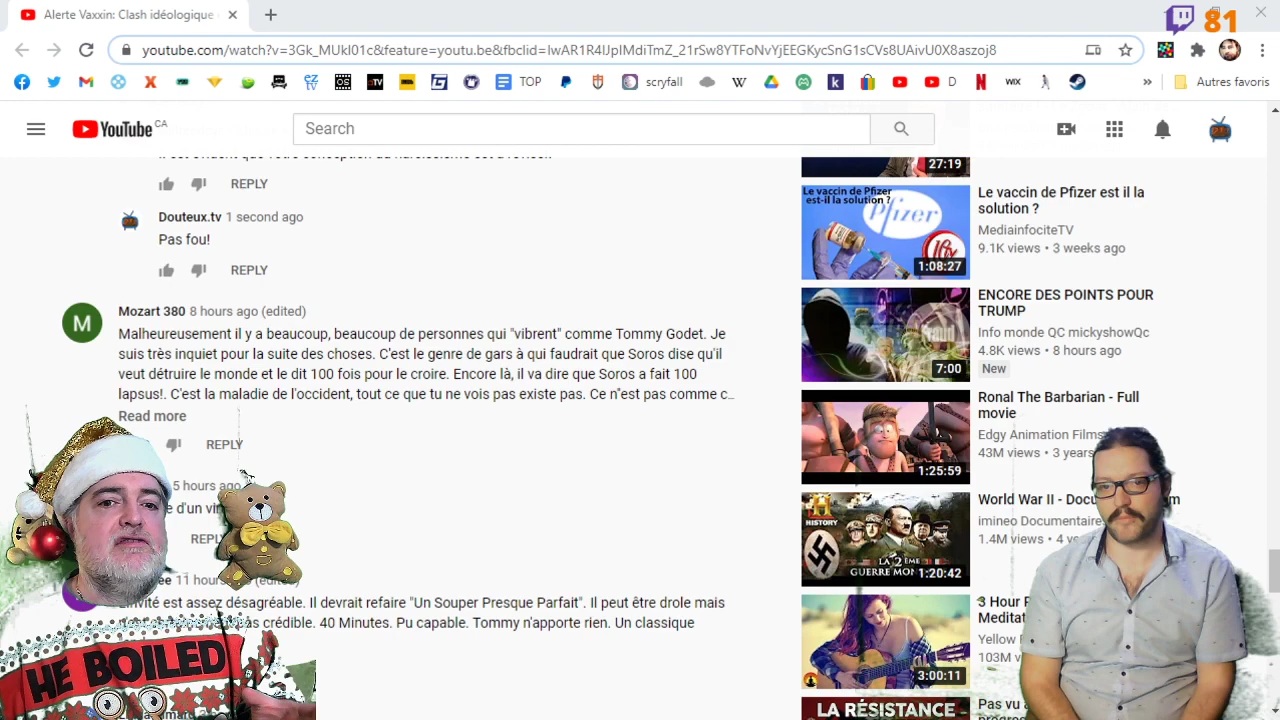 Alerte Vaxxin: Clash idéologique
81
youtube.com/watch?v=3Gk_MUkI01c&feature=youtu.be&fbclid=IwAR1R4IJpIMdiTmZ_21rSw8YTFoNvYjEEGKycSnG1sCVs8UAivU0X8aszoj8
TOP
scryfall
W
D
N
WIX
Autres favoris
YouTube CA
Search
REPLY
Douteux.tv 1 second ago
Pas fou!
REPLY
M
Mozart 380 8 hours ago (edited)
Malheureusement il y a beaucoup, beaucoup de personnes qui "vibrent" comme Tommy Godet. Je
suis très inquiet pour la suite des choses. C'est le genre de gars à qui faudrait que Soros dise qu'il
veut détruire le monde et le dit 100 fois pour le croire. Encore là, il va dire que Soros a fait 100
lapsus!. C'est la maladie de l'occident, tout ce que tu ne vois pas existe pas. Ce n"est pas comme c…
Read more
REPLY
5 hours ago
REPLY
11 hours
L'invité est assez désagréable. Il devrait refaire "Un Souper Presque Parfait". Il peut être drole mais
crédible. 40 Minutes. Pu capable. Tommy n'apporte rien. Un classique
HE BOILED
27:19
Le vaccin de Pfizer
est-il la solution ?
Pfizer
1:08:27
Le vaccin de Pfizer est il la
solution ?
MediainfociteTV
9.1K views • 3 weeks ago
7:00
ENCORE DES POINTS POUR
TRUMP
Info monde QC mickyshowQc
4.8K views • 8 hours ago
New
1:25:59
Ronal The Barbarian - Full
movie
Edgy Animation Films
43M views • 3 years
HISTORY
LA 2ÈME
GUERRE MON
1:20:42
World War II -
imineo Documentaires
1.4M views •
3:00:11
3 Hour
Yellow
103M
LA RÉSISTANCE
Pas vu